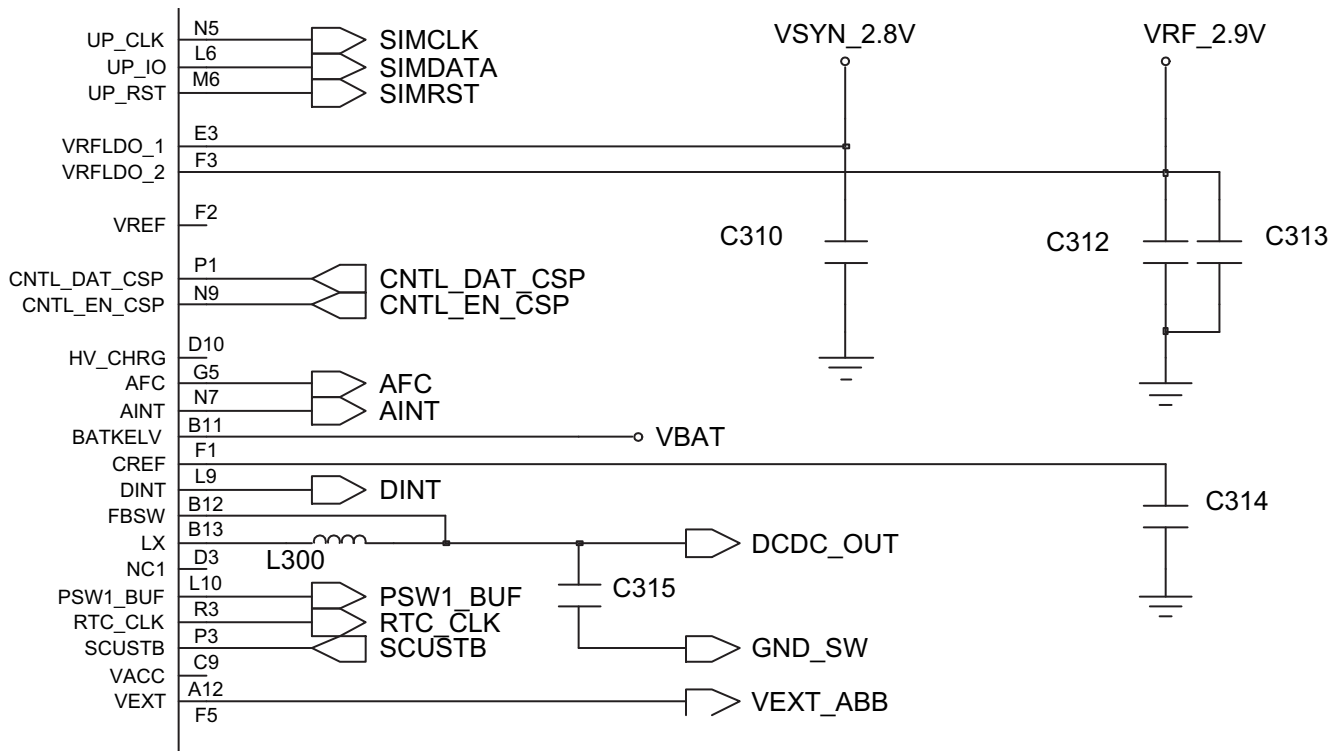 UP_CLK N5 SIMCLK VSYN_2.8V VRF_2.9V
UP_IO L6 SIMDATA
UP_RST M6 SIMRST
VRFLDO_1 E3
VRFLDO_2 F3
VREF F2
C310 C312 C313
CNTL_DAT_CSP P1 CNTL_DAT_CSP
CNTL_EN_CSP N9 CNTL_EN_CSP
HV_CHRG D10
AFC G5 AFC
AINT N7 AINT
BATKELV B11 VBAT
CREF F1
DINT L9 DINT C314
FBSW B12
LX B13 L300 DCDC_OUT
NC1 D3
PSW1_BUF L10 PSW1_BUF C315
RTC_CLK R3 RTC_CLK
SCUSTB P3 SCUSTB GND_SW
VACC C9
VEXT A12 VEXT_ABB
F5